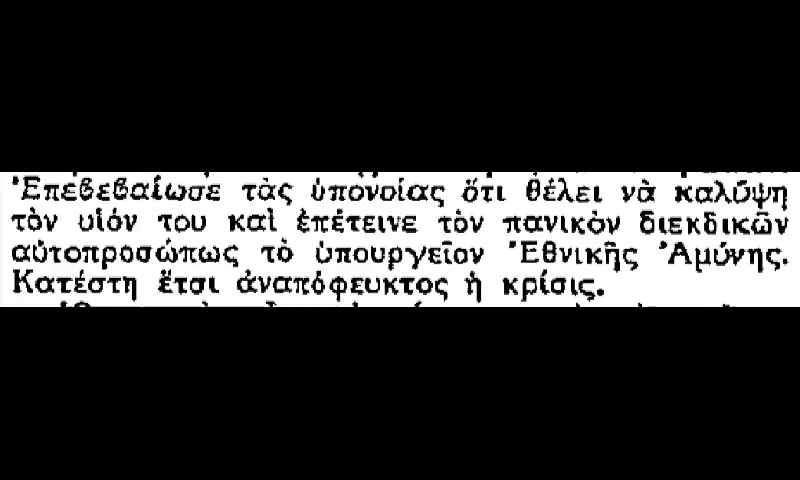 Ἐπεβεβαίωσε τὰς ὑπονοίας ὅτι θέλει νὰ καλύψη
τὸν υἱόν του καὶ ἐπέτεινε τὸν πανικὸν διεκδικῶν
αὐτοπροσώπως τὸ ὑπουργεῖον Ἐθνικῆς Ἀμύνης.
Κατέστη ἔτσι ἀναπόφευκτος ἡ κρίσις.